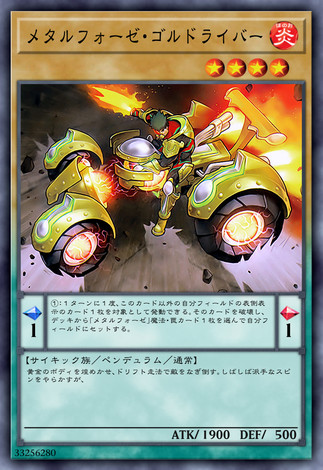 メタルフォーゼ・ゴルドライバー
炎
ほのお
①:1ターンに1度、このカード以外の自分フィールドの表側表
示のカード1枚を対象として発動できる。そのカードを破壊し、
デッキから「メタルフォーゼ」魔法・罠カード1枚を選んで自分フ
ィールドにセットする。
1
1
【サイキック族/ペンデュラム/通常】
黄金のボディを煌めかせ、ドリフト走法で敵をなぎ倒す。しばしば派手なスピ
ンをやらかすが、
ATK/ 1900 DEF/ 500
33256280